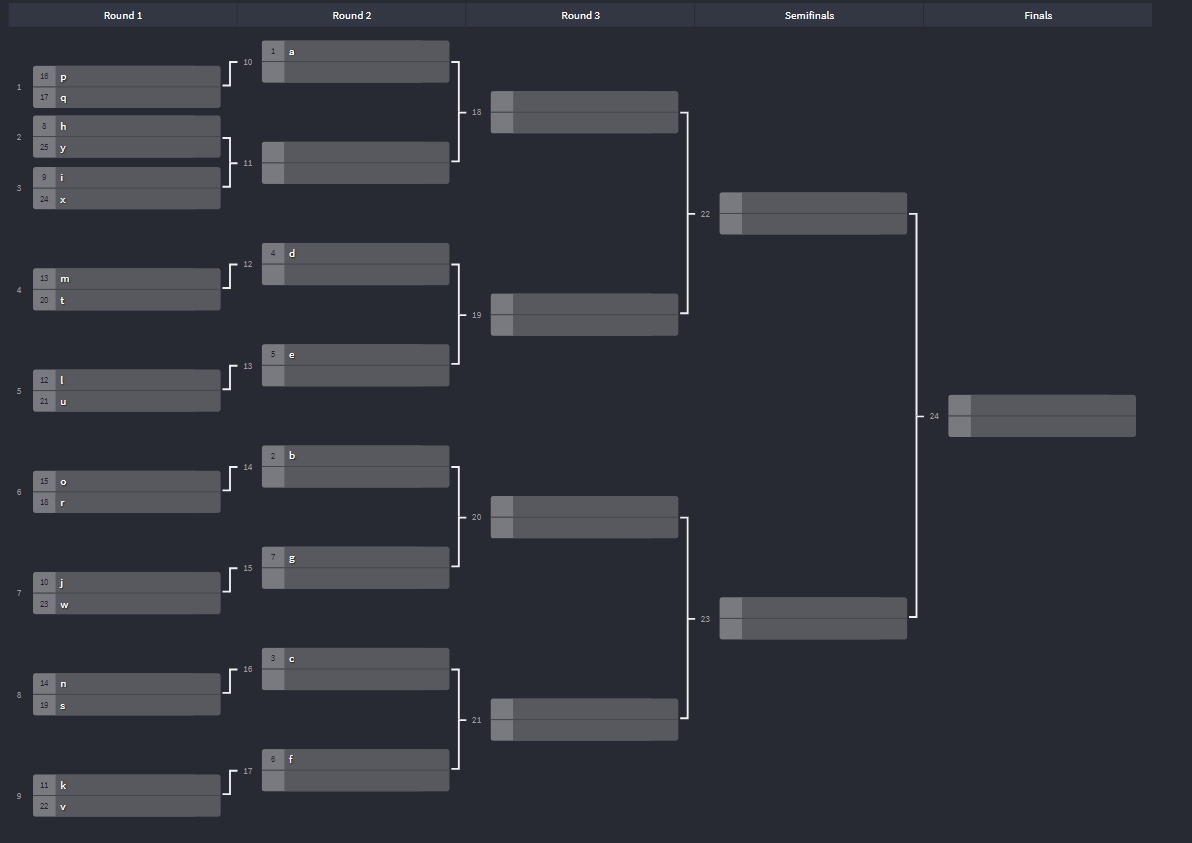 Round 1 Round 2 Round 3 Semifinals Finals
1
16 p
17 q
2
8 h
25 y
3
9 i
24 x
4
13 m
20 t
5
12 l
21 u
6
15 o
18 r
7
10 j
23 w
8
14 n
19 s
9
11 k
22 v
10
1 a
11
12
4 d
13
5 e
14
2 b
15
7 g
16
3 c
17
6 f
18
19
20
21
22
23
24